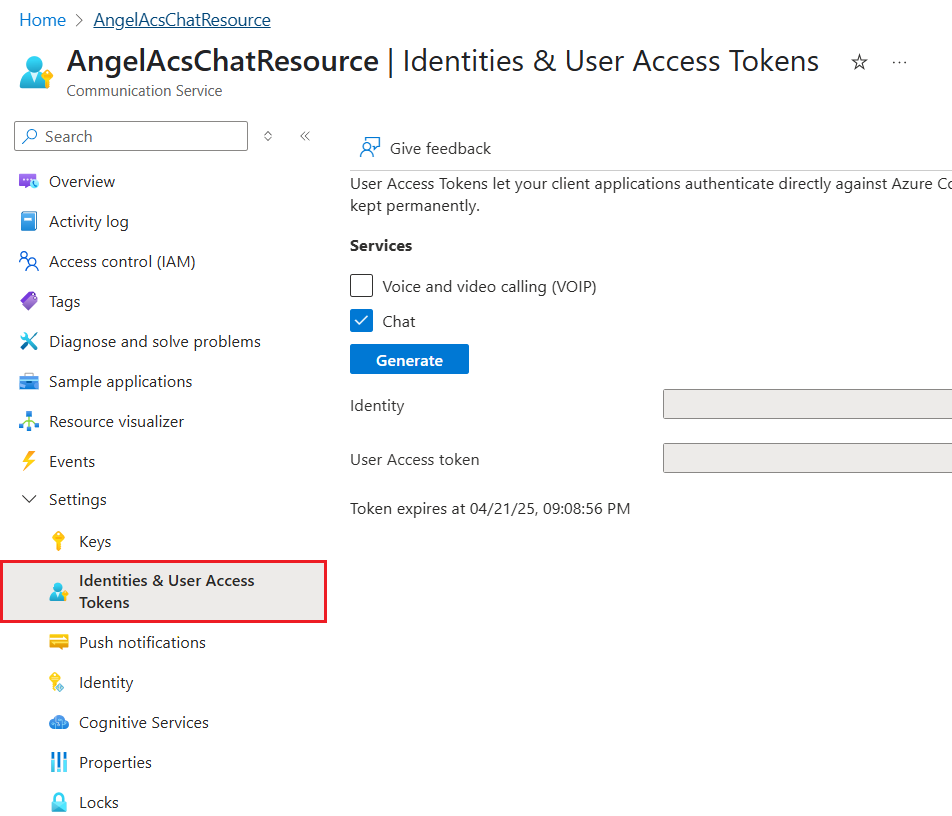 Home > AngelAcsChatResource
AngelAcsChatResource | Identities & User Access Tokens
Communication Service
Search
Give feedback
User Access Tokens let your client applications authenticate directly against Azure
kept permanently.
Services
Voice and video calling (VOIP)
Chat
Generate
Identity
User Access token
Token expires at 04/21/25, 09:08:56 PM
Overview
Activity log
Access control (IAM)
Tags
Diagnose and solve problems
Sample applications
Resource visualizer
Events
Settings
Keys
Identities & User Access
Tokens
Push notifications
Identity
Cognitive Services
Properties
Locks